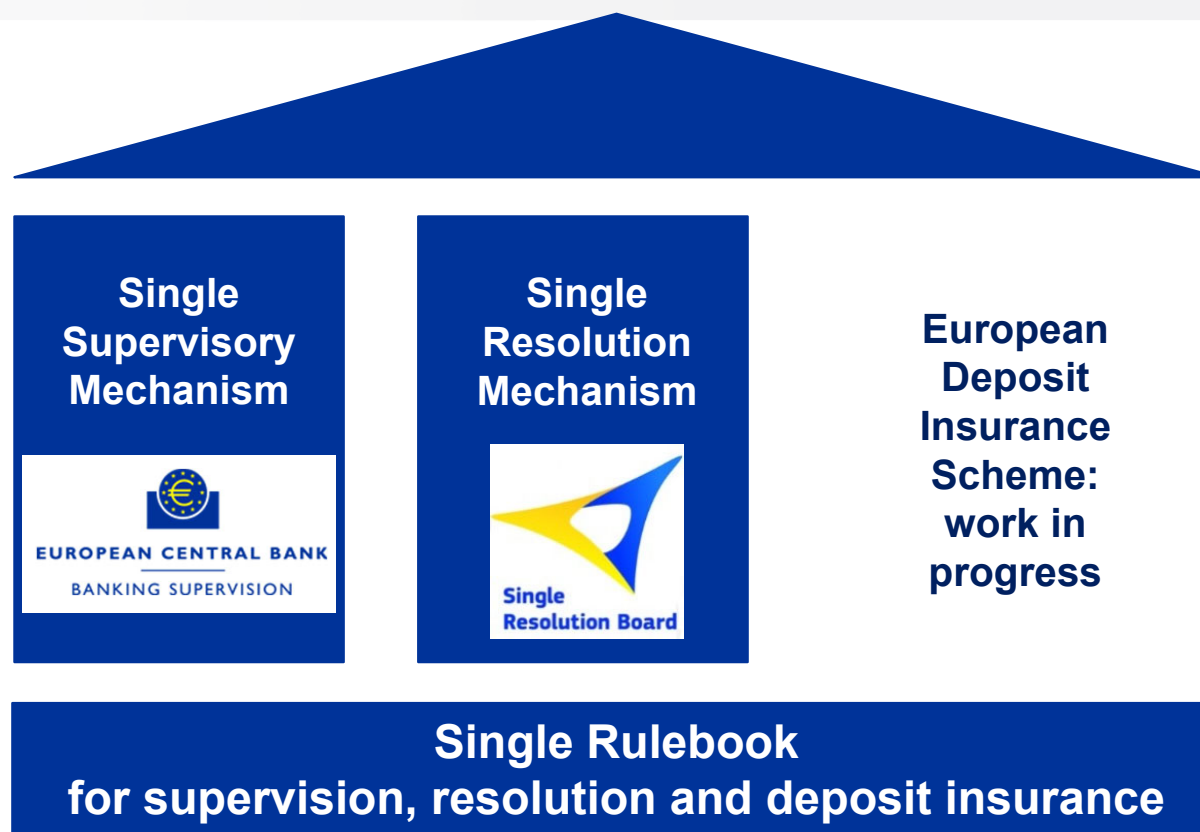 Single
Supervisory
Mechanism
EUROPEAN CENTRAL BANK
BANKING SUPERVISION
Single
Resolution
Mechanism
Single
Resolution Board
European
Deposit
Insurance
Scheme:
work in
progress
Single Rulebook
for supervision, resolution and deposit insurance